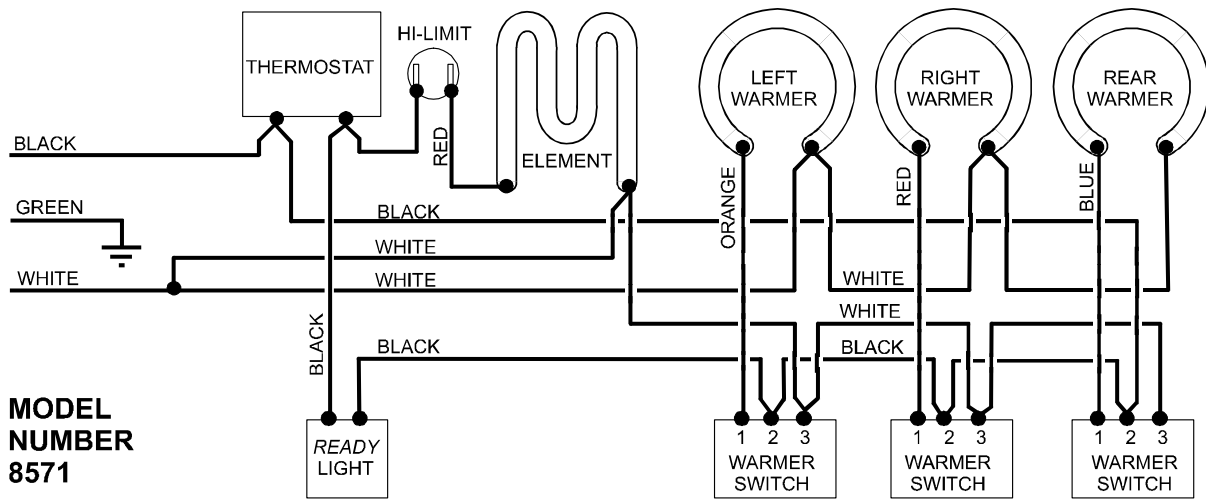 HI-LIMIT
THERMOSTAT
LEFT
WARMER
RIGHT
WARMER
REAR
WARMER
BLACK
RED
ELEMENT
GREEN
BLACK
ORANGE
RED
BLUE
WHITE
WHITE
WHITE
WHITE
WHITE
BLACK
BLACK
BLACK
MODEL
NUMBER
8571
READY
LIGHT
1 2 3
WARMER
SWITCH
1 2 3
WARMER
SWITCH
1 2 3
WARMER
SWITCH